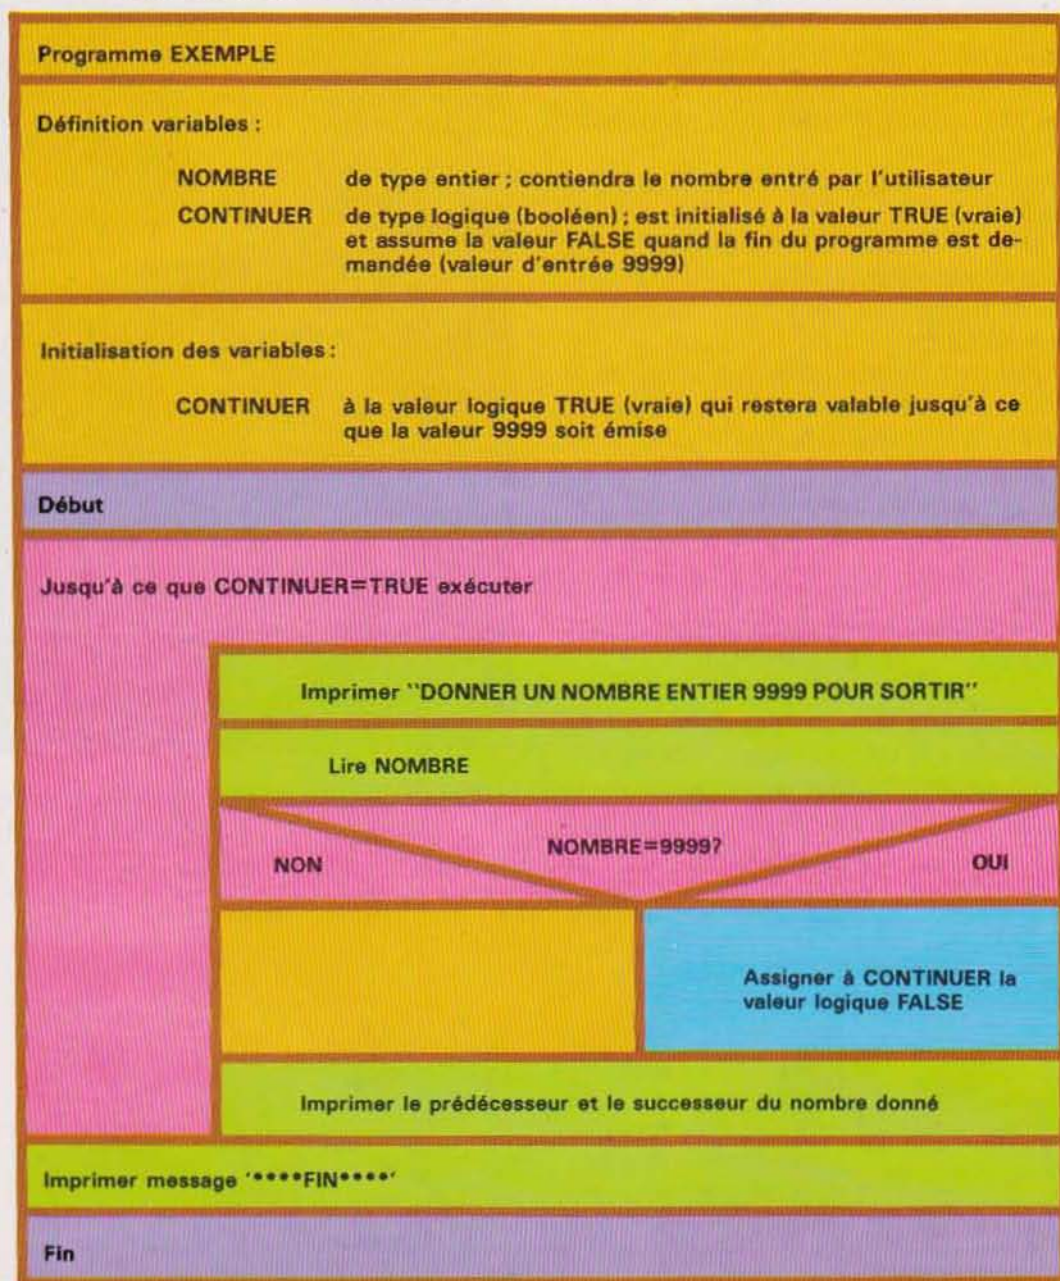 Programme EXEMPLE
Définition variables :
NOMBRE de type entier ; contiendra le nombre entré par l'utilisateur
CONTINUER de type logique (booléen) ; est initialisé à la valeur TRUE (vraie)
et assume la valeur FALSE quand la fin du programme est de-
mandée (valeur d'entrée 9999)
Initialisation des variables :
CONTINUER à la valeur logique TRUE (vraie) qui restera valable jusqu'à ce
que la valeur 9999 soit émise
Début
Jusqu'à ce que CONTINUER=TRUE exécuter
Imprimer ''DONNER UN NOMBRE ENTIER 9999 POUR SORTIR''
Lire NOMBRE
NOMBRE=9999?
NON
OUI
Assigner à CONTINUER la
valeur logique FALSE
Imprimer le prédécesseur et le successeur du nombre donné
Imprimer message '****FIN****'
Fin